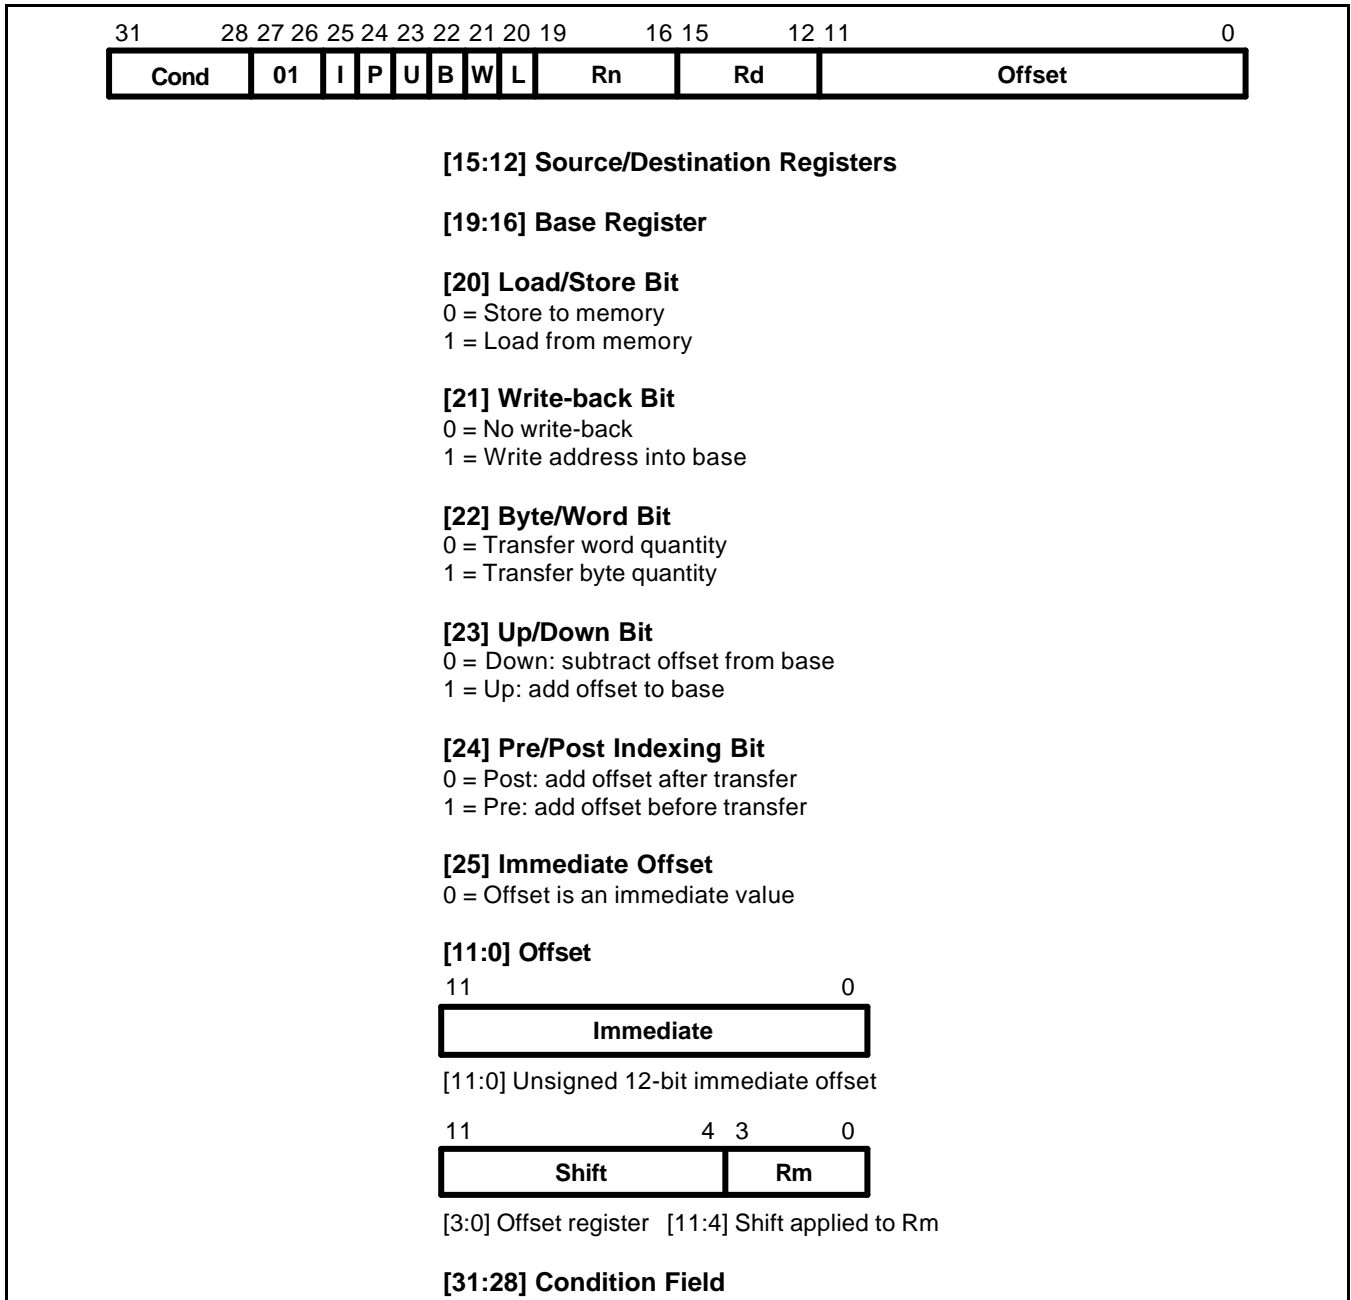 31 28 27 26 25 24 23 22 21 20 19 16 15 12 11 0
Cond 01 I P U B W L Rn Rd Offset
[15:12] Source/Destination Registers
[19:16] Base Register
[20] Load/Store Bit
0 = Store to memory
1 = Load from memory
[21] Write-back Bit
0 = No write-back
1 = Write address into base
[22] Byte/Word Bit
0 = Transfer word quantity
1 = Transfer byte quantity
[23] Up/Down Bit
0 = Down: subtract offset from base
1 = Up: add offset to base
[24] Pre/Post Indexing Bit
0 = Post: add offset after transfer
1 = Pre: add offset before transfer
[25] Immediate Offset
0 = Offset is an immediate value
[11:0] Offset
11 0
Immediate
[11:0] Unsigned 12-bit immediate offset
11 4 3 0
Shift Rm
[3:0] Offset register [11:4] Shift applied to Rm
[31:28] Condition Field